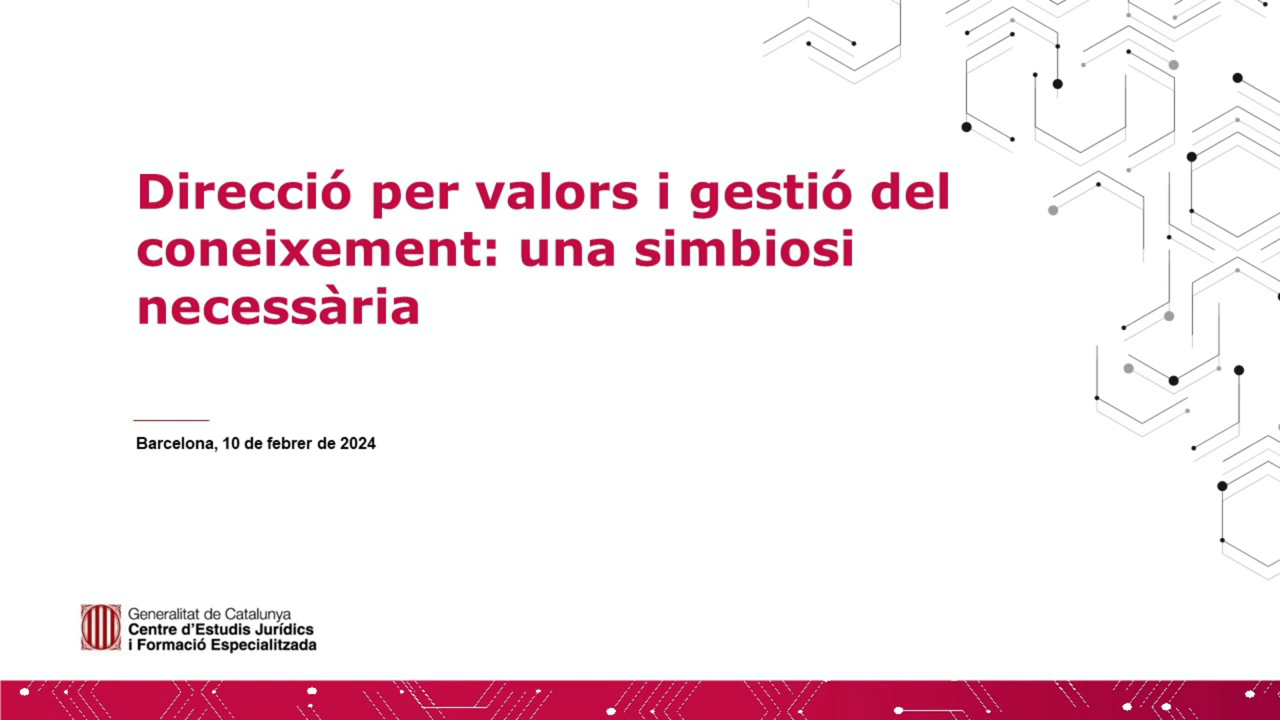 Direcció per valors i gestió del
coneixement: una simbiosi
necessària
Barcelona, 10 de febrer de 2024
Generalitat de Catalunya
Centre d'Estudis Jurídics
i Formació Especialitzada